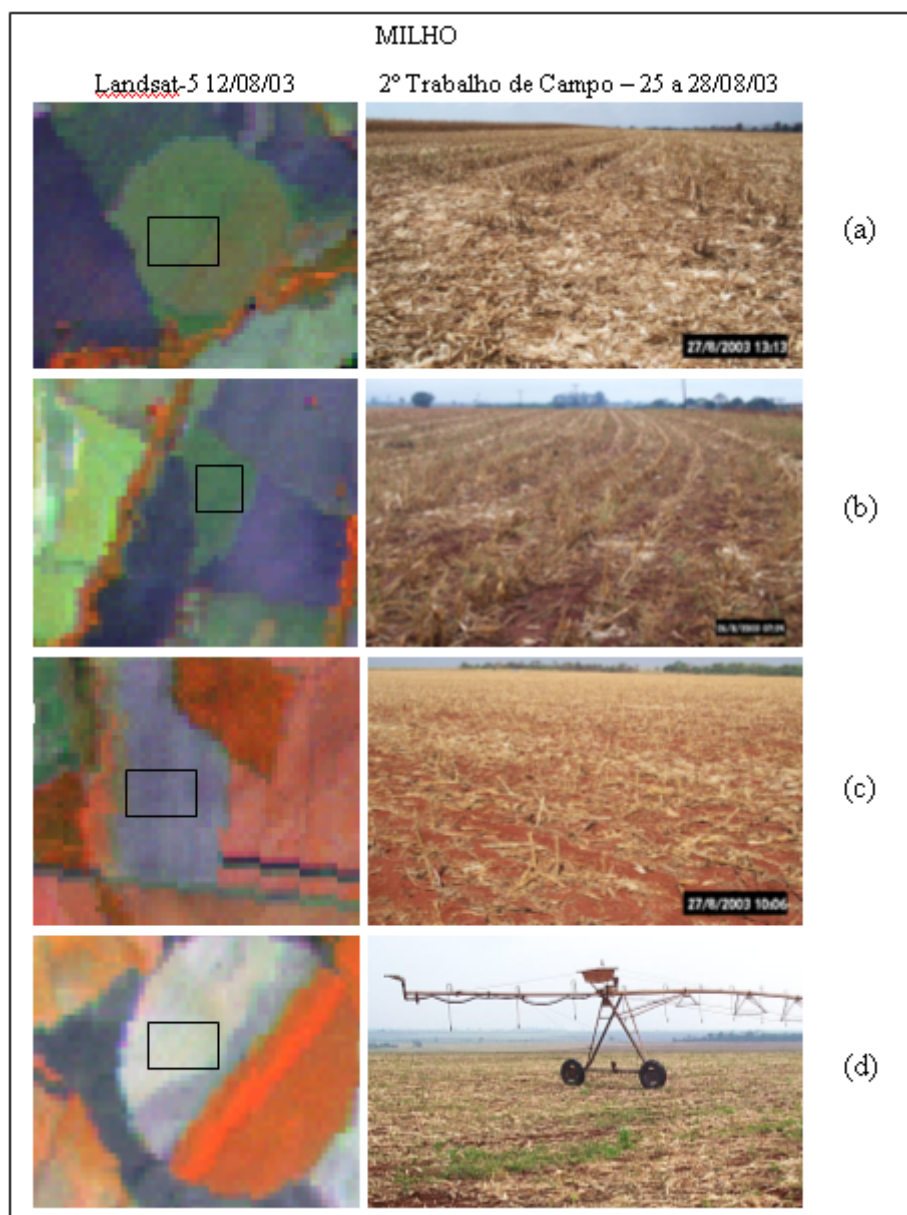 MILHO
Landsat-5 12/08/03 2º Trabalho de Campo – 25 a 28/08/03
(a)
27/8/2003 13:13
(b)
(c)
27/8/2003 10:06
(d)